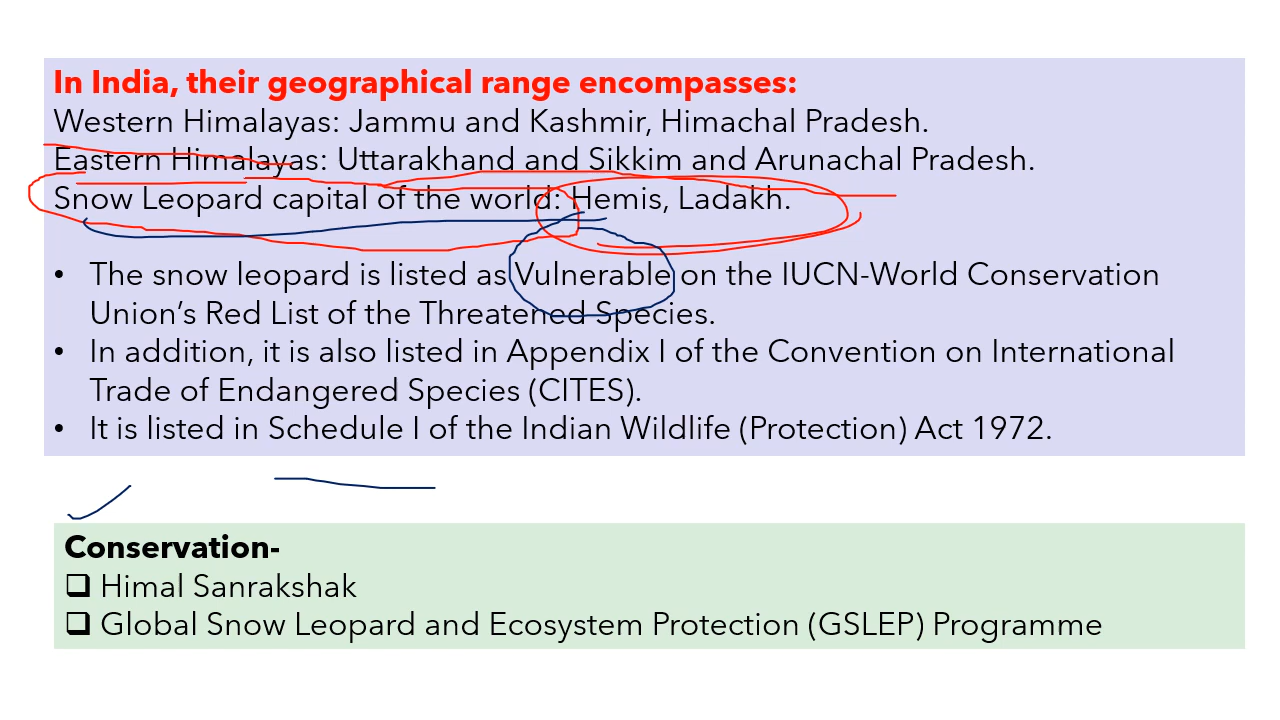 In India, their geographical range encompasses:
Western Himalayas: Jammu and Kashmir, Himachal Pradesh.
Eastern Himalayas: Uttarakhand and Sikkim and Arunachal Pradesh.
Snow Leopard capital of the world: Hemis, Ladakh.
• The snow leopard is listed as Vulnerable on the IUCN-World Conservation
Union’s Red List of the Threatened Species.
• In addition, it is also listed in Appendix I of the Convention on International
Trade of Endangered Species (CITES).
• It is listed in Schedule I of the Indian Wildlife (Protection) Act 1972.
Conservation-
❑ Himal Sanrakshak
❑ Global Snow Leopard and Ecosystem Protection (GSLEP) Programme